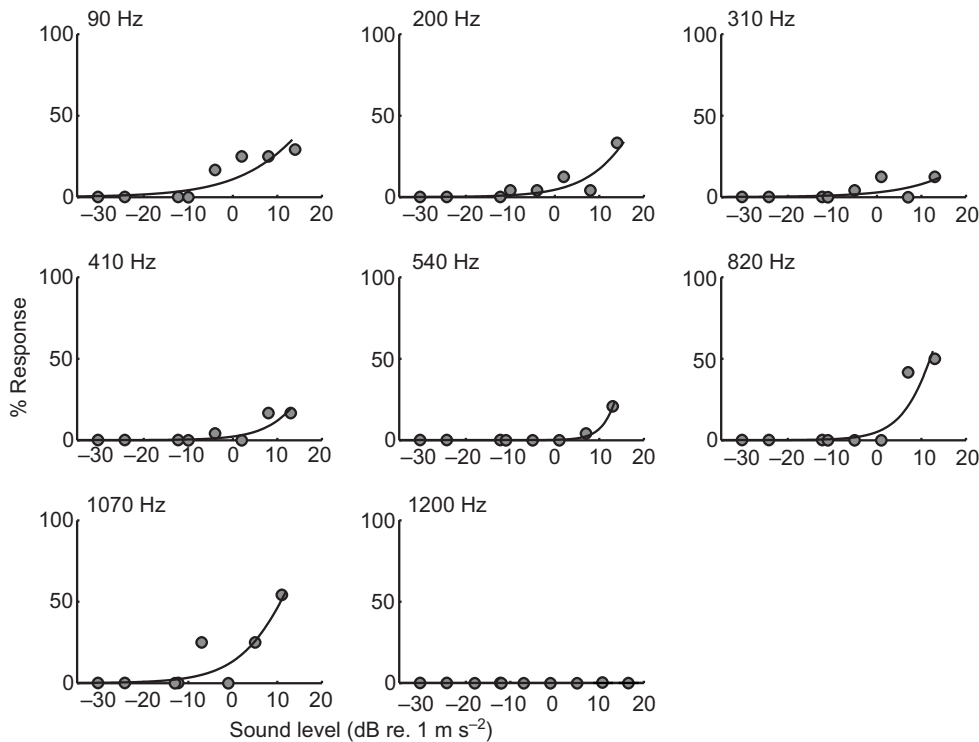 90 Hz 200 Hz 310 Hz
100 100 100
50 50 50
0 0 0
–30 –20 –10 0 10 20 –30 –20 –10 0 10 20 –30 –20 –10 0 10 20
410 Hz 540 Hz 820 Hz
100 100 100
% Response
50 50 50
0 0 0
–30 –20 –10 0 10 20 –30 –20 –10 0 10 20 –30 –20 –10 0 10 20
1070 Hz 1200 Hz
100 100
50 50
0 0
–30 –20 –10 0 10 20 –30 –20 –10 0 10 20
Sound level (dB re. 1 m s⁻²)